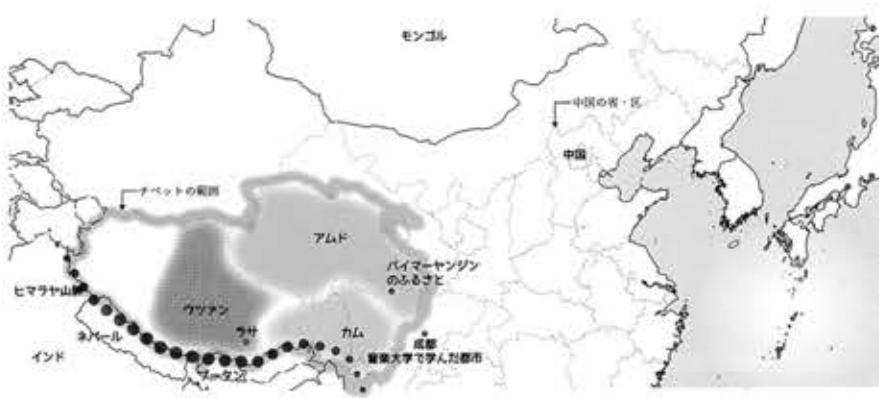 モンゴル
中国の省・区
中国
チベットの範囲
アムド
バイマーヤンジン
のふるさと
ヒマラヤ山脈
ウツァン
ラサ
カム
成都
音楽大学で学んだ都市
ネパール
インド
ブータン